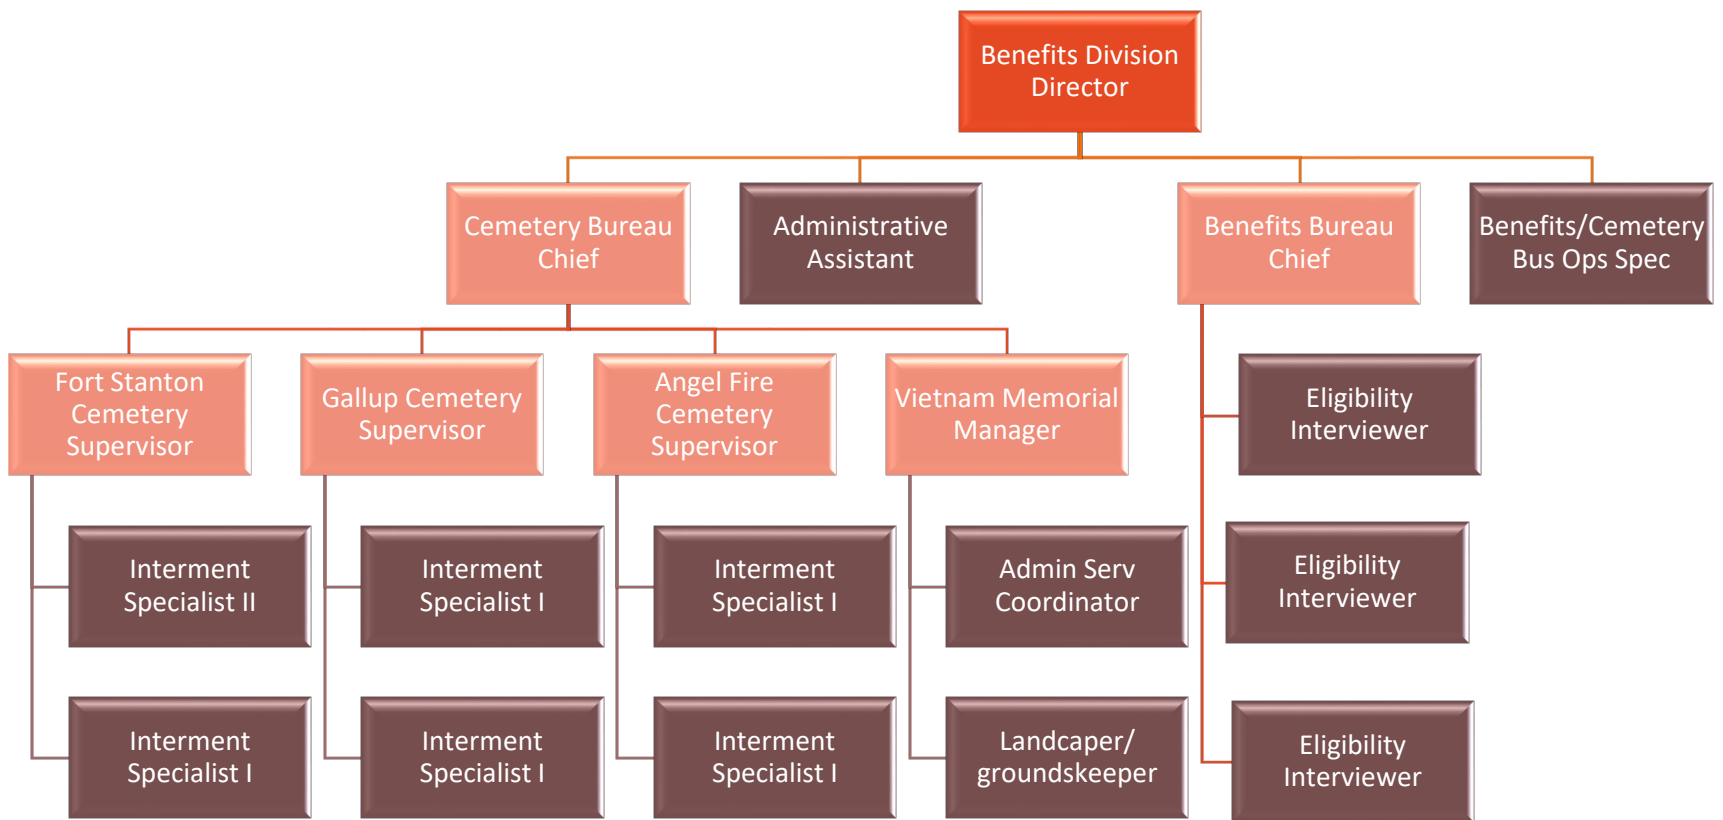 Benefits Division
Director
Cemetery Bureau
Chief
Administrative
Assistant
Benefits Bureau
Chief
Benefits/Cemetery
Bus Ops Spec
Fort Stanton
Cemetery
Supervisor
Gallup Cemetery
Supervisor
Angel Fire
Cemetery
Supervisor
Vietnam Memorial
Manager
Eligibility
Interviewer
Interment
Specialist II
Interment
Specialist I
Interment
Specialist I
Admin Serv
Coordinator
Eligibility
Interviewer
Interment
Specialist I
Interment
Specialist I
Interment
Specialist I
Landcaper/
groundskeeper
Eligibility
Interviewer